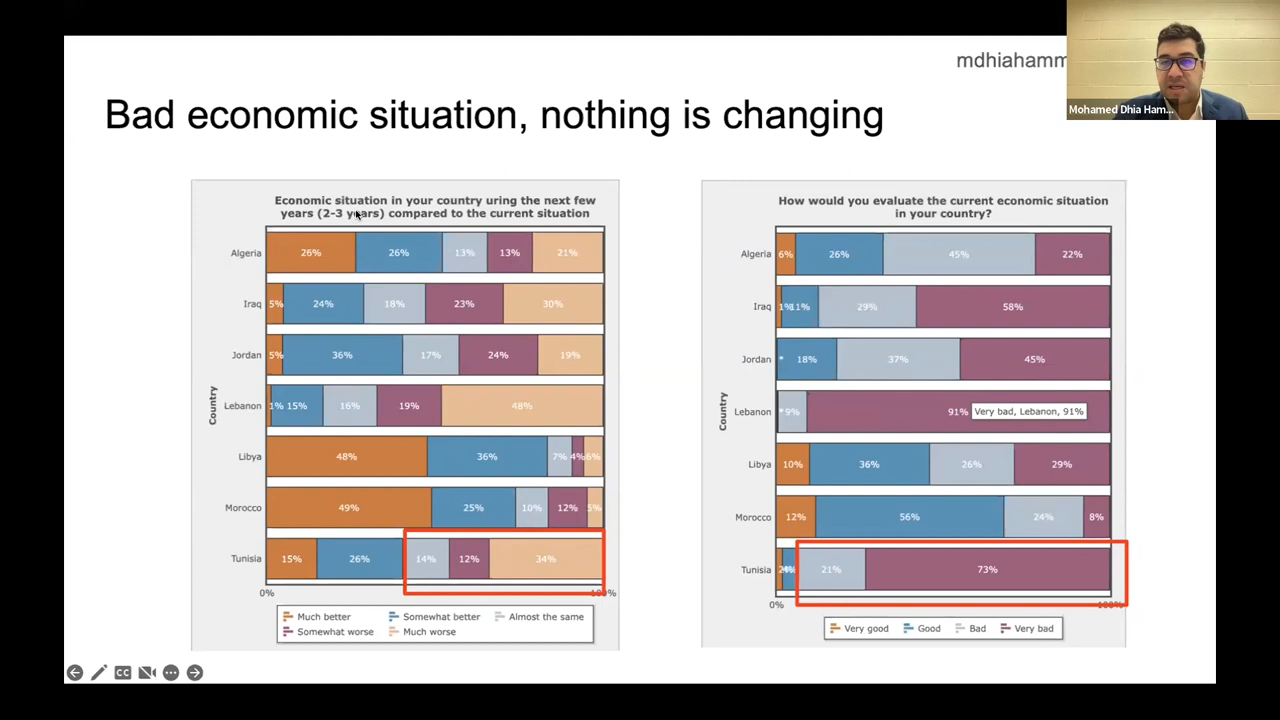 mdhiahamm
Mohamed Dhia Ham...
Bad economic situation, nothing is changing
Economic situation in your country uring the next few
years (2-3 years) compared to the current situation
Country
Algeria 26% 26% 13% 13% 21%
Iraq 5% 24% 18% 23% 30%
Jordan 5% 36% 17% 24% 19%
Lebanon 1% 15% 16% 19% 48%
Libya 48% 36% 7% 4% 6%
Morocco 49% 25% 10% 12% 5%
Tunisia 15% 26% 14% 12% 34%
0% 100%
Much better Somewhat better Almost the same
Somewhat worse Much worse
How would you evaluate the current economic situation
in your country?
Country
Algeria 6% 26% 45% 22%
Iraq 1% 11% 29% 58%
Jordan * 18% 37% 45%
Lebanon * 9% 91% Very bad, Lebanon, 91%
Libya 10% 36% 26% 29%
Morocco 12% 56% 24% 8%
Tunisia 21% 73%
0% 100%
Very good Good Bad Very bad
CC